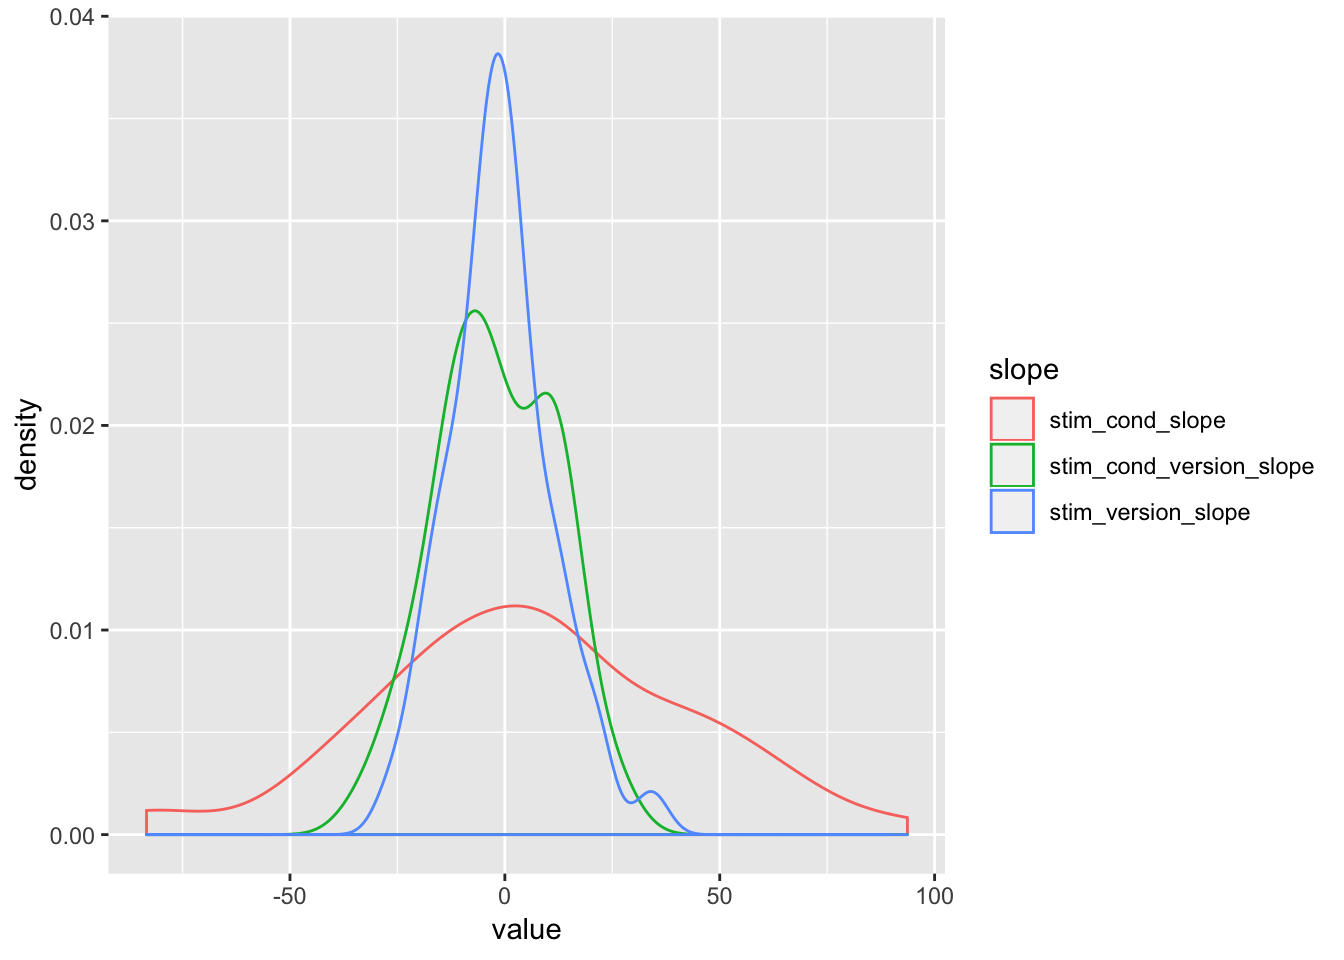 0.04
0.03
0.02
0.01
0.00
density
-50
0
50
100
value
slope
stim_cond_slope
stim_cond_version_slope
stim_version_slope